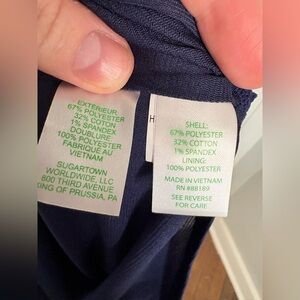 EXTÉRIEUR:
67% POLYESTER
32% COTTON
1% SPANDEX
DOUBLURE
100% POLYESTER
FABRIQUÉ AU
VIETNAM
SUGARTOWN
WORLDWIDE, LLC
800 THIRD AVENUE
KING OF PRUSSIA, PA
H
SHELL:
67% POLYESTER
32% COTTON
1% SPANDEX
LINING:
100% POLYESTER
MADE IN VIETNAM
RN #88189
SEE REVERSE
FOR CARE